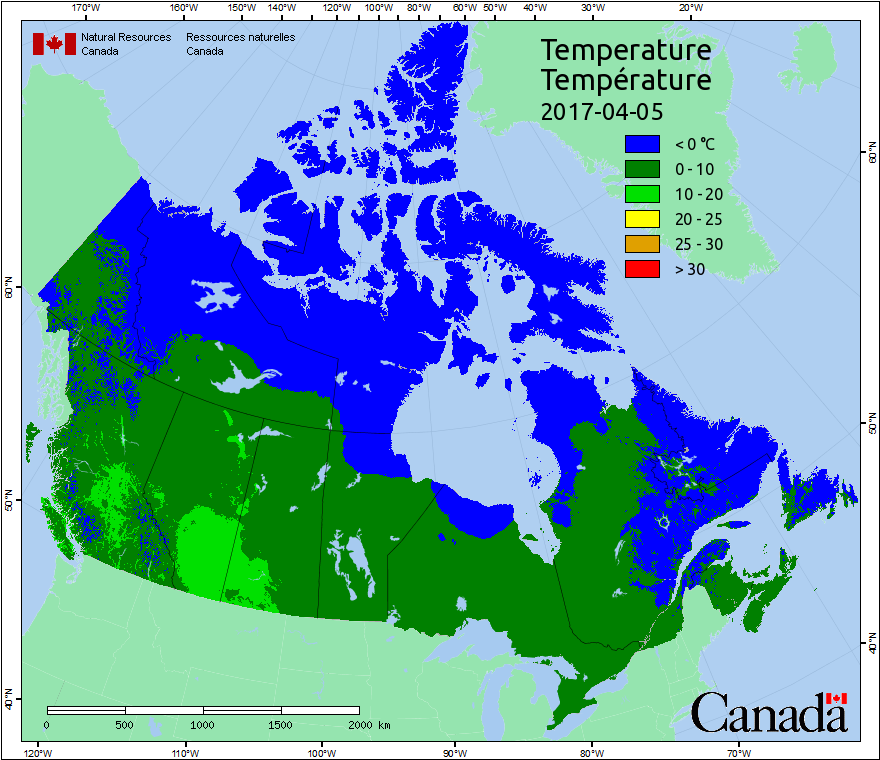 170°W 160°W 150°W 140°W 130°W 120°W 110°W 100°W 90°W 80°W 60°W 50°W 40°W 30°W 20°W
Natural Resources Ressources naturelles
Canada Canada
Temperature
Température
2017-04-05
< 0 °C
0 - 10
10 - 20
20 - 25
25 - 30
> 30
60°N
50°N
40°N
60°N
50°N
40°N
0 500 1000 1500 2000 km
Canada
120°W 110°W 100°W 90°W 80°W 70°W